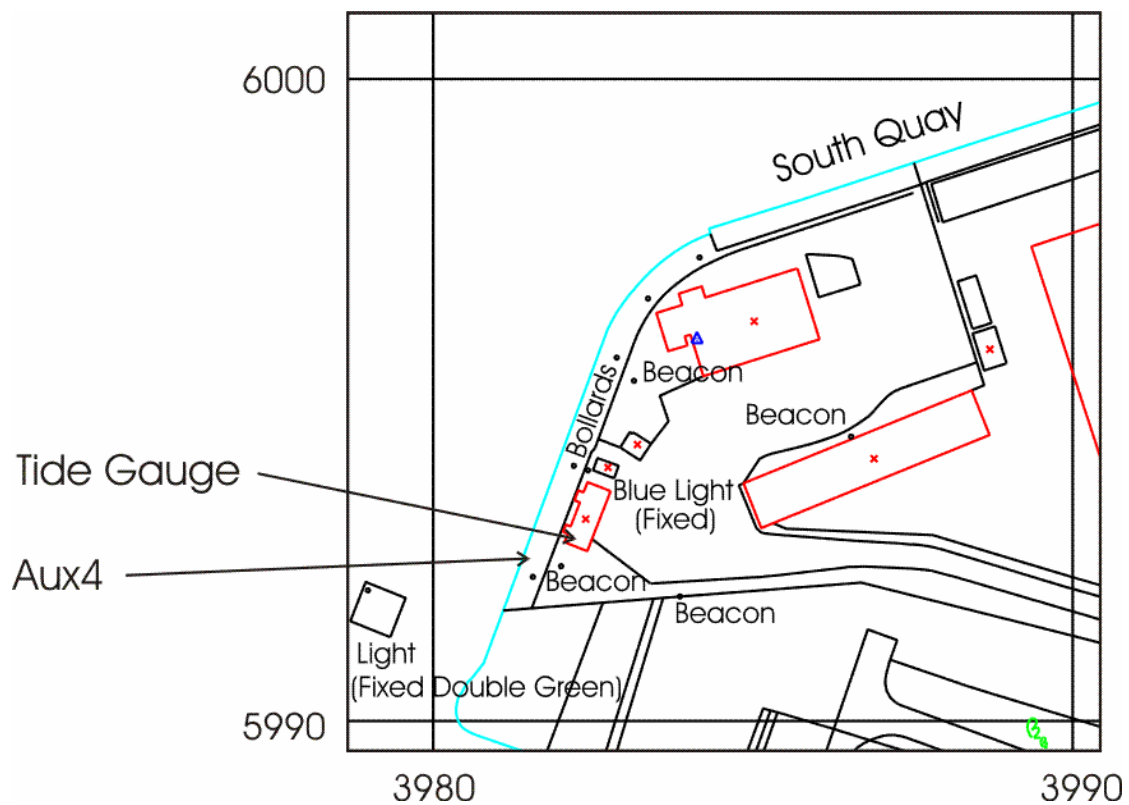 6000
South Quay
Beacon
Bollards
Beacon
Tide Gauge
Blue Light
(Fixed)
Aux4
Beacon
Beacon
Light
(Fixed Double Green)
5990
3980
3990